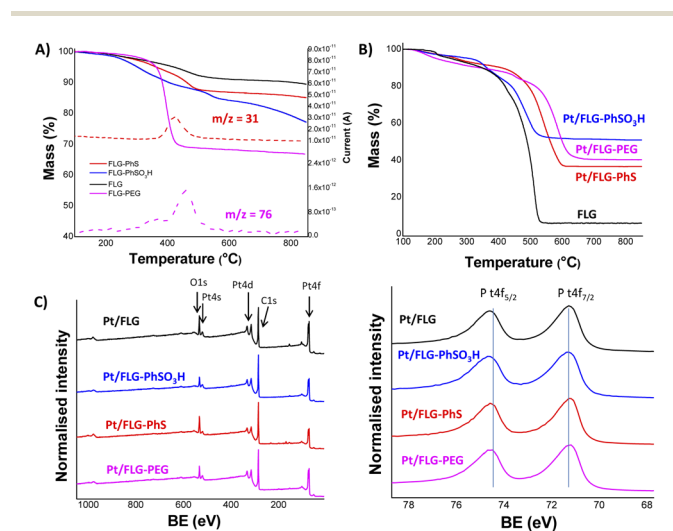 A)
100
90
80
70
60
50
40
Mass (%)
200
400
600
800
Temperature (°C)
9.0x10⁻¹¹
8.0x10⁻¹¹
7.0x10⁻¹¹
6.0x10⁻¹¹
5.0x10⁻¹¹
4.0x10⁻¹¹
3.0x10⁻¹¹
2.0x10⁻¹¹
1.0x10⁻¹¹
2.4x10⁻¹²
1.6x10⁻¹²
8.0x10⁻¹³
0.0
Current (A)
m/z = 31
FLG-PhS
FLG-PhSO₃H
FLG
FLG-PEG
m/z = 76
B)
100
80
60
40
20
0
Mass (%)
100
200
300
400
500
600
700
800
Temperature (°C)
Pt/FLG-PhSO₃H
Pt/FLG-PEG
Pt/FLG-PhS
FLG
C)
O1s
Pt4s
Pt4d
C1s
Pt4f
Pt/FLG
Pt/FLG-PhSO₃H
Pt/FLG-PhS
Pt/FLG-PEG
Normalised intensity
1000
800
600
400
200
0
BE (eV)
P t4f₅/₂
P t4f₇/₂
Pt/FLG
Pt/FLG-PhSO₃H
Pt/FLG-PhS
Pt/FLG-PEG
Normalised intensity
78
76
74
72
70
68
BE (eV)